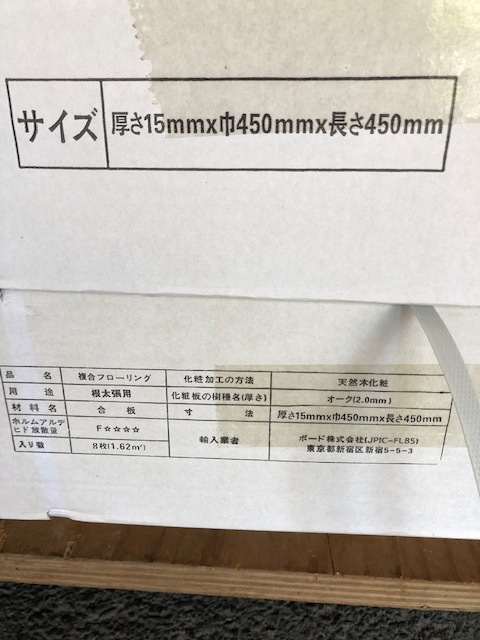 サイズ 厚さ15mmx巾450mmx長さ450mm
品名 複合フローリング 化粧加工の方法 天然木化粧
用途 根太張用 化粧板の樹種名(厚さ) オーク(2.0mm)
材料名 合板 寸法 厚さ15mmx巾450mmx長さ450mm
ホルムアルデヒド放散量 F☆☆☆☆ 輸入業者 ボード株式会社(JPIC-FL85)
入り数 8枚(1.62㎡) 東京都新宿区新宿5-5-3